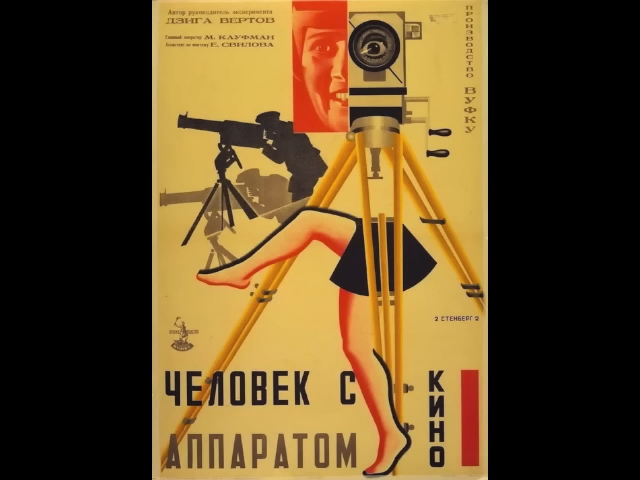 Автор руководитель эксперимента
ДЗИГА ВЕРТОВ
Главный оператор М. КАУФМАН
Ассистент по монтажу Е. СВИЛОВА
ПРОИЗВОДСТВО ВУФКУ
2 СТЕНБЕРГ 2
ЧЕЛОВЕК С
КИНО
АППАРАТОМ